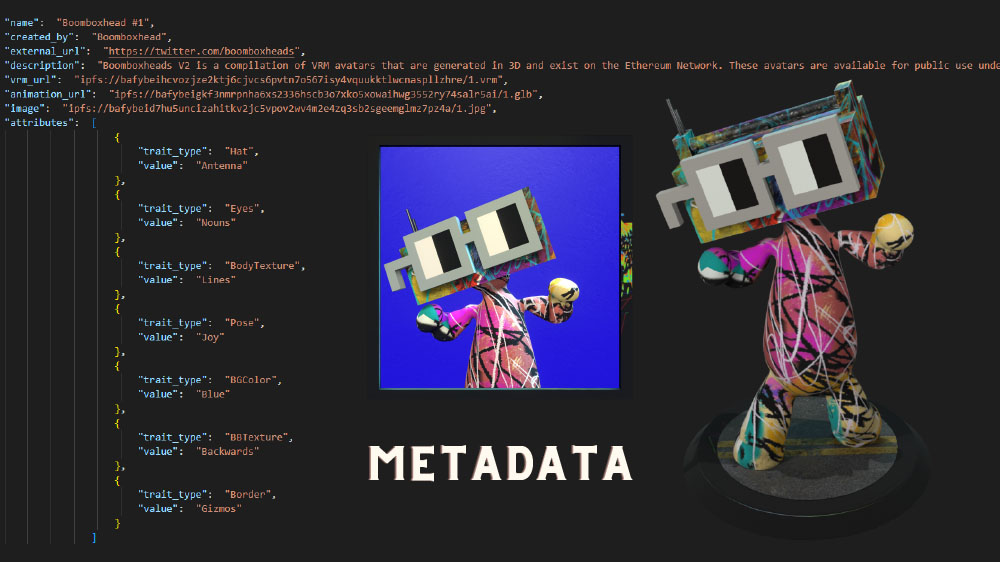 "name": "Boomboxhead #1",
"created_by": "Boomboxhead",
"external_url": "https://twitter.com/boomboxheads",
"description": "Boomboxheads V2 is a compilation of VRM avatars that are generated in 3D and exist on the Ethereum Network. These avatars are available for public use unde
"vrm_url": "ipfs://bafybeihcvozjze2ktj6cjvcs6pvtn7o567isy4vquukktlwcnaspllzhre/1.vrm",
"animation_url": "ipfs://bafybeigkf3nmrpnha6xs2336hscb3o7xko5xowaihwg3552ry74salr5ai/1.glb",
"image": "ipfs://bafybeid7hu5uncizahitkv2jc5vpov2wv4m2e4zq3sb2sgeemglmz7pz4a/1.jpg",
"attributes": [
{
"trait_type": "Hat",
"value": "Antenna"
},
{
"trait_type": "Eyes",
"value": "Nouns"
},
{
"trait_type": "BodyTexture",
"value": "Lines"
},
{
"trait_type": "Pose",
"value": "Joy"
},
{
"trait_type": "BGColor",
"value": "Blue"
},
{
"trait_type": "BBTexture",
"value": "Backwards"
},
{
"trait_type": "Border",
"value": "Gizmos"
}
]
METADATA